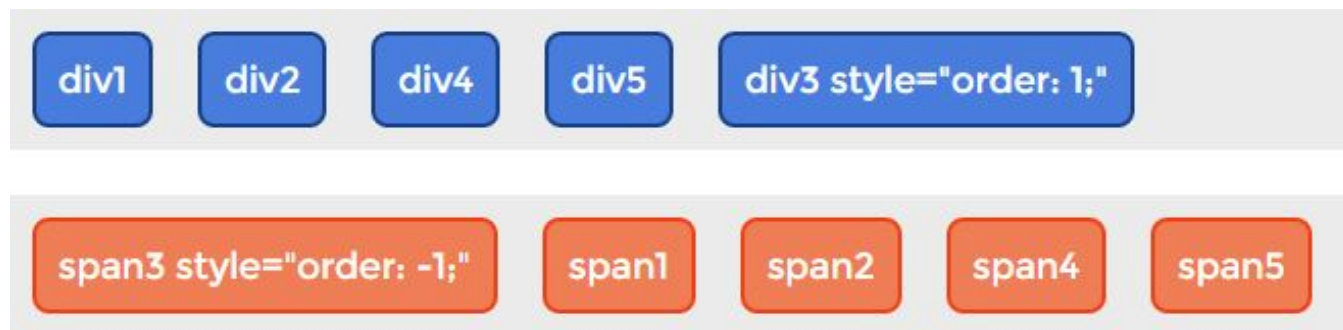 div1 div2 div4 div5 div3 style="order: 1;"
span3 style="order: -1;" span1 span2 span4 span5